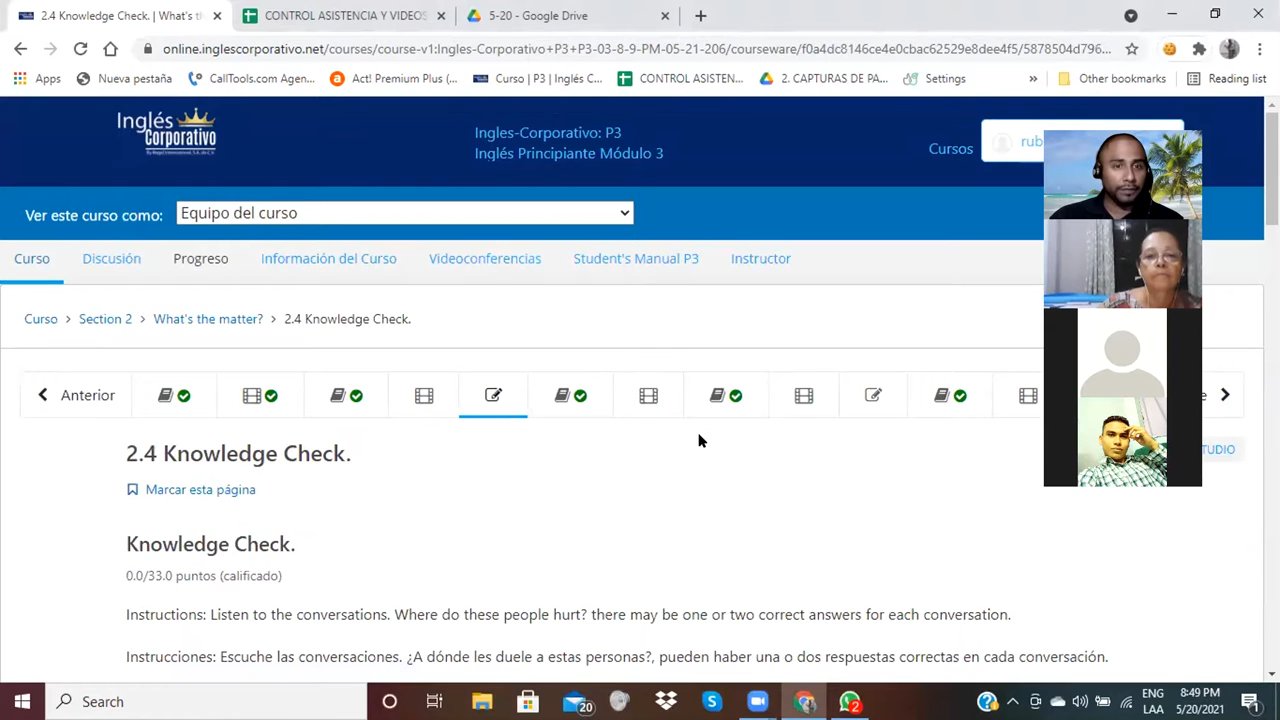 2.4 Knowledge Check. | What's th
CONTROL ASISTENCIA Y VIDEOS
5-20 - Google Drive
online.inglescorporativo.net/courses/course-v1:Ingles-Corporativo+P3+P3-03-8-9-PM-05-21-206/courseware/f0a4dc8146ce4e0cbac62529e8dee4f5/5878504d796...
Apps
Nueva pestaña
CallTools.com Agen...
Act! Premium Plus (...
Curso | P3 | Inglés C...
CONTROL ASISTEN...
2. CAPTURAS DE PA...
Settings
Other bookmarks
Reading list
Inglés
Corporativo
Ingles-Corporativo: P3
Inglés Principiante Módulo 3
Cursos
rub
Ver este curso como:
Equipo del curso
Curso
Discusión
Progreso
Información del Curso
Videoconferencias
Student's Manual P3
Instructor
Curso > Section 2 > What's the matter? > 2.4 Knowledge Check.
Anterior
e
2.4 Knowledge Check.
TUDIO
Marcar esta página
Knowledge Check.
0.0/33.0 puntos (calificado)
Instructions: Listen to the conversations. Where do these people hurt? there may be one or two correct answers for each conversation.
Instrucciones: Escuche las conversaciones. ¿A dónde les duele a estas personas?, pueden haber una o dos respuestas correctas en cada conversación.
Search
20
2
ENG
LAA
8:49 PM
5/20/2021
1